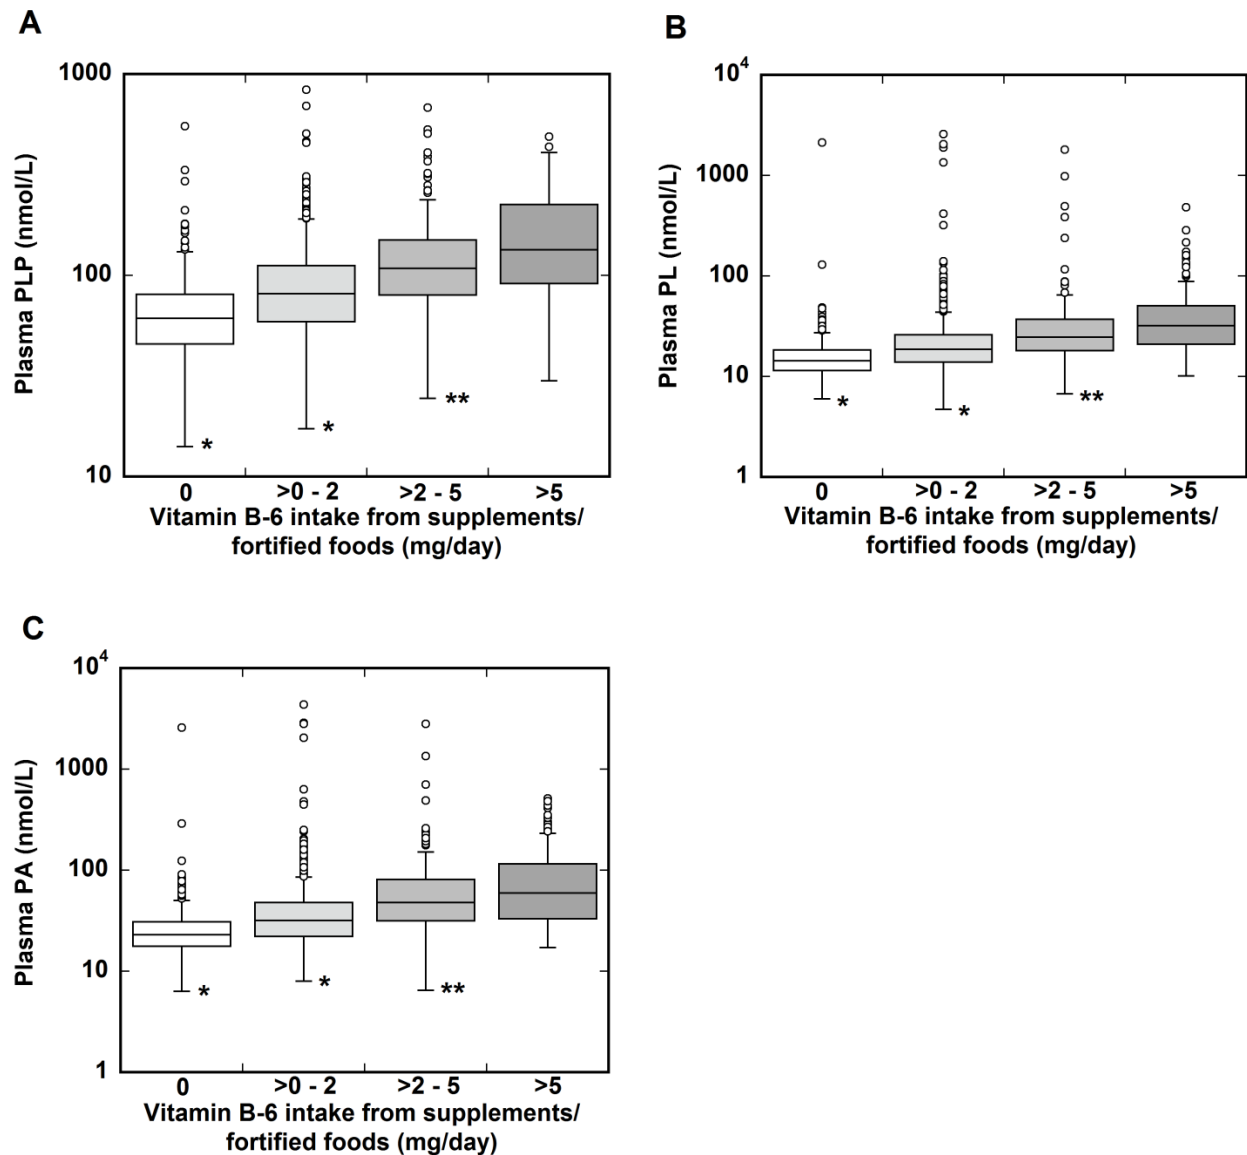 A
1000
100
10
Plasma PLP (nmol/L)
*
*
**
0 >0 - 2 >2 - 5 >5
Vitamin B-6 intake from supplements/
fortified foods (mg/day)
B
10^4
1000
100
10
1
Plasma PL (nmol/L)
*
*
**
0 >0 - 2 >2 - 5 >5
Vitamin B-6 intake from supplements/
fortified foods (mg/day)
C
10^4
1000
100
10
1
Plasma PA (nmol/L)
*
*
**
0 >0 - 2 >2 - 5 >5
Vitamin B-6 intake from supplements/
fortified foods (mg/day)